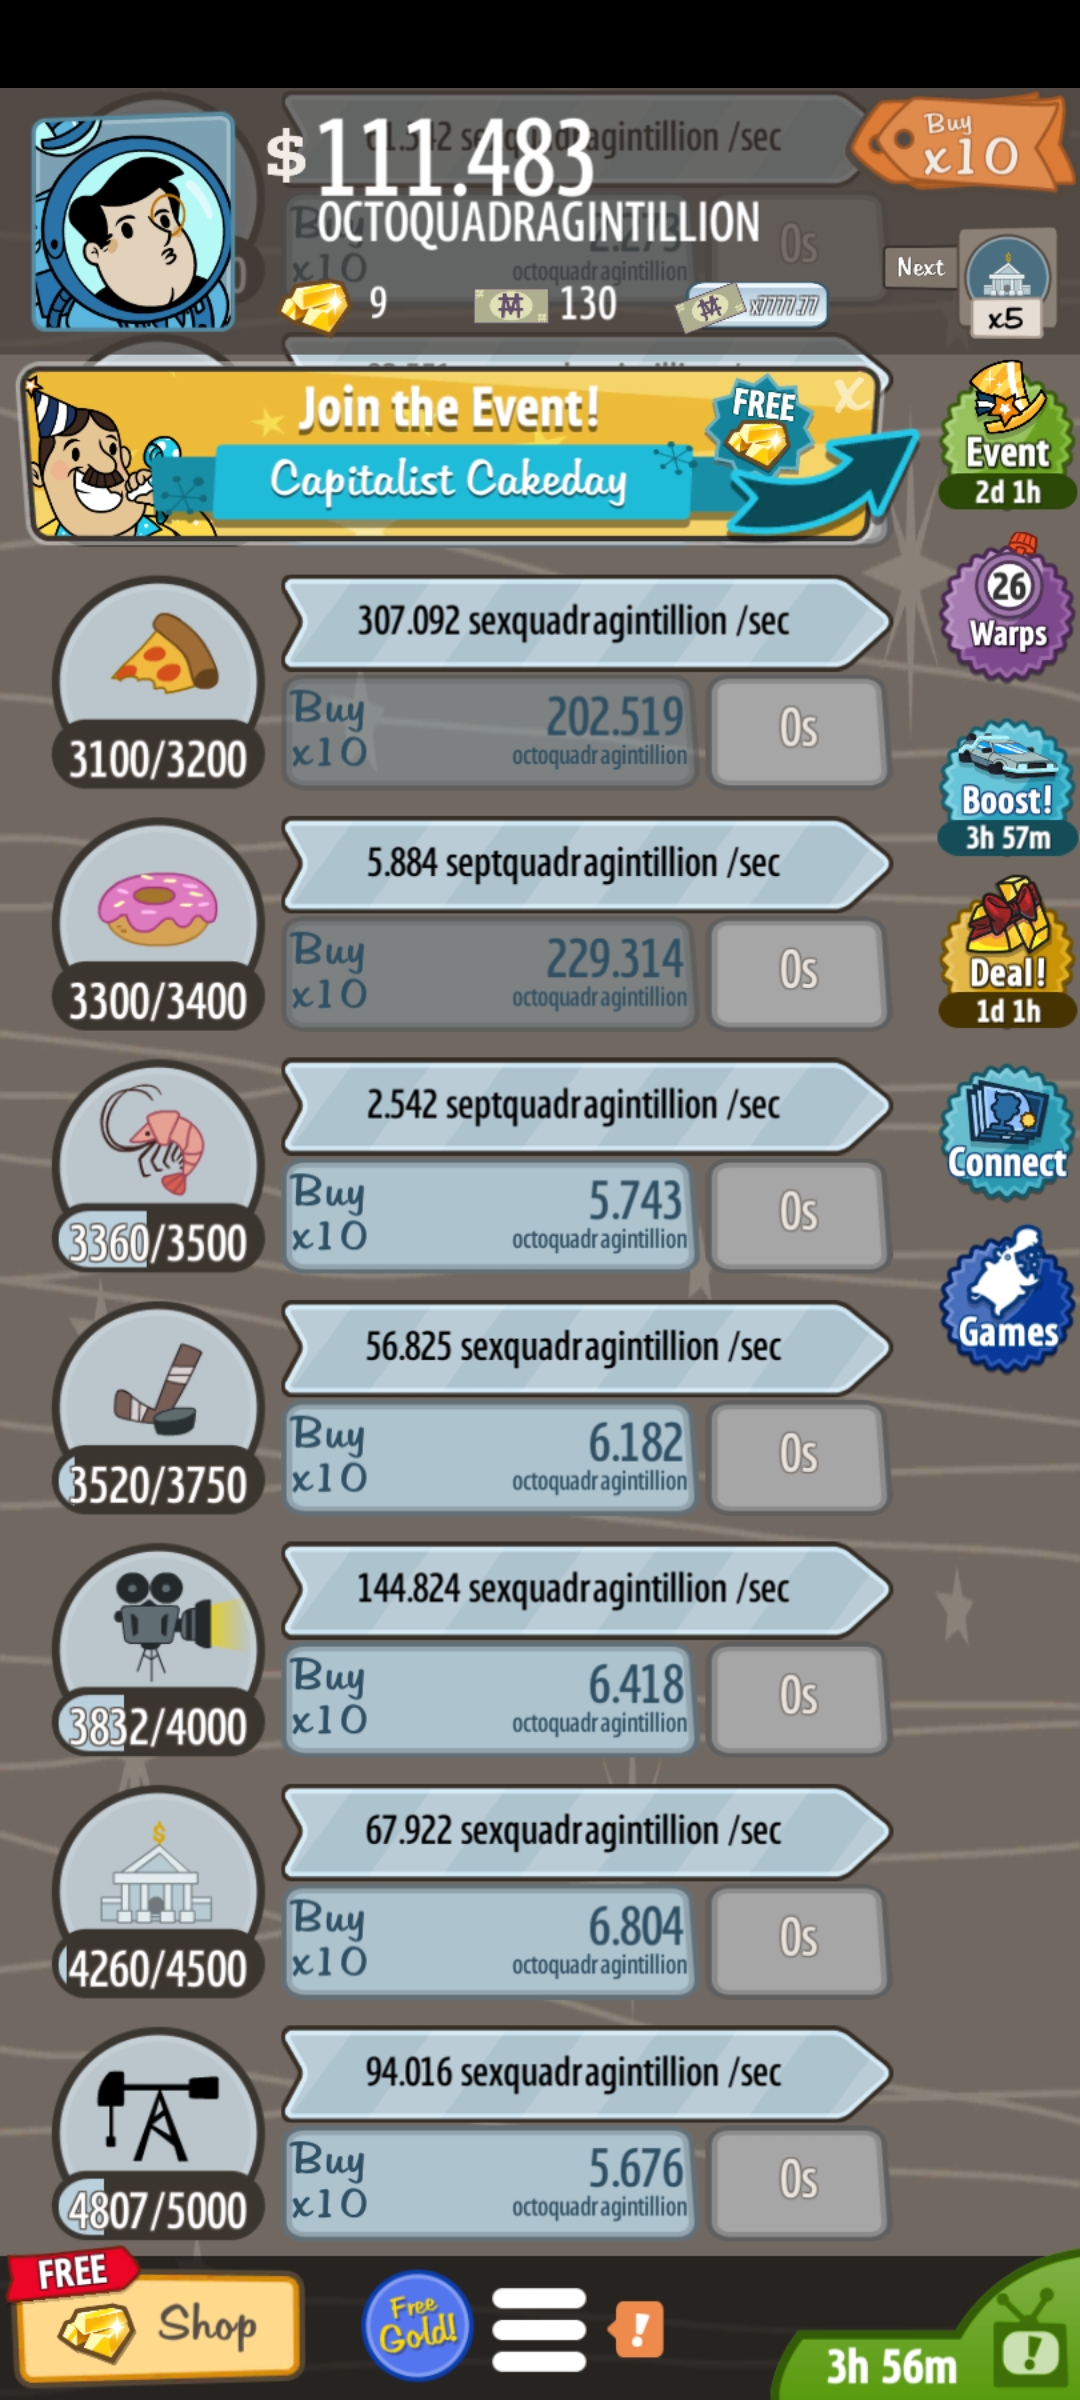 $111.483
OCTOQUADRAGINTILLION
Buy
x10
9
130
x7777.77
Buy
x10
octoquadragintillion
0s
Next
x5
Join the Event!
FREE
X
Capitalist Cakeday
Event
2d 1h
26
Warps
307.092 sexquadragintillion /sec
Buy
x10
202.519
octoquadragintillion
0s
3100/3200
Boost!
3h 57m
5.884 septquadragintillion /sec
Buy
x10
229.314
octoquadragintillion
0s
3300/3400
Deal!
1d 1h
2.542 septquadragintillion /sec
Buy
x10
5.743
octoquadragintillion
0s
3360/3500
Connect
Games
56.825 sexquadragintillion /sec
Buy
x10
6.182
octoquadragintillion
0s
3520/3750
144.824 sexquadragintillion /sec
Buy
x10
6.418
octoquadragintillion
0s
3832/4000
67.922 sexquadragintillion /sec
Buy
x10
6.804
octoquadragintillion
0s
4260/4500
94.016 sexquadragintillion /sec
Buy
x10
5.676
octoquadragintillion
0s
4807/5000
FREE
Shop
Free
Gold!
!
3h 56m
!